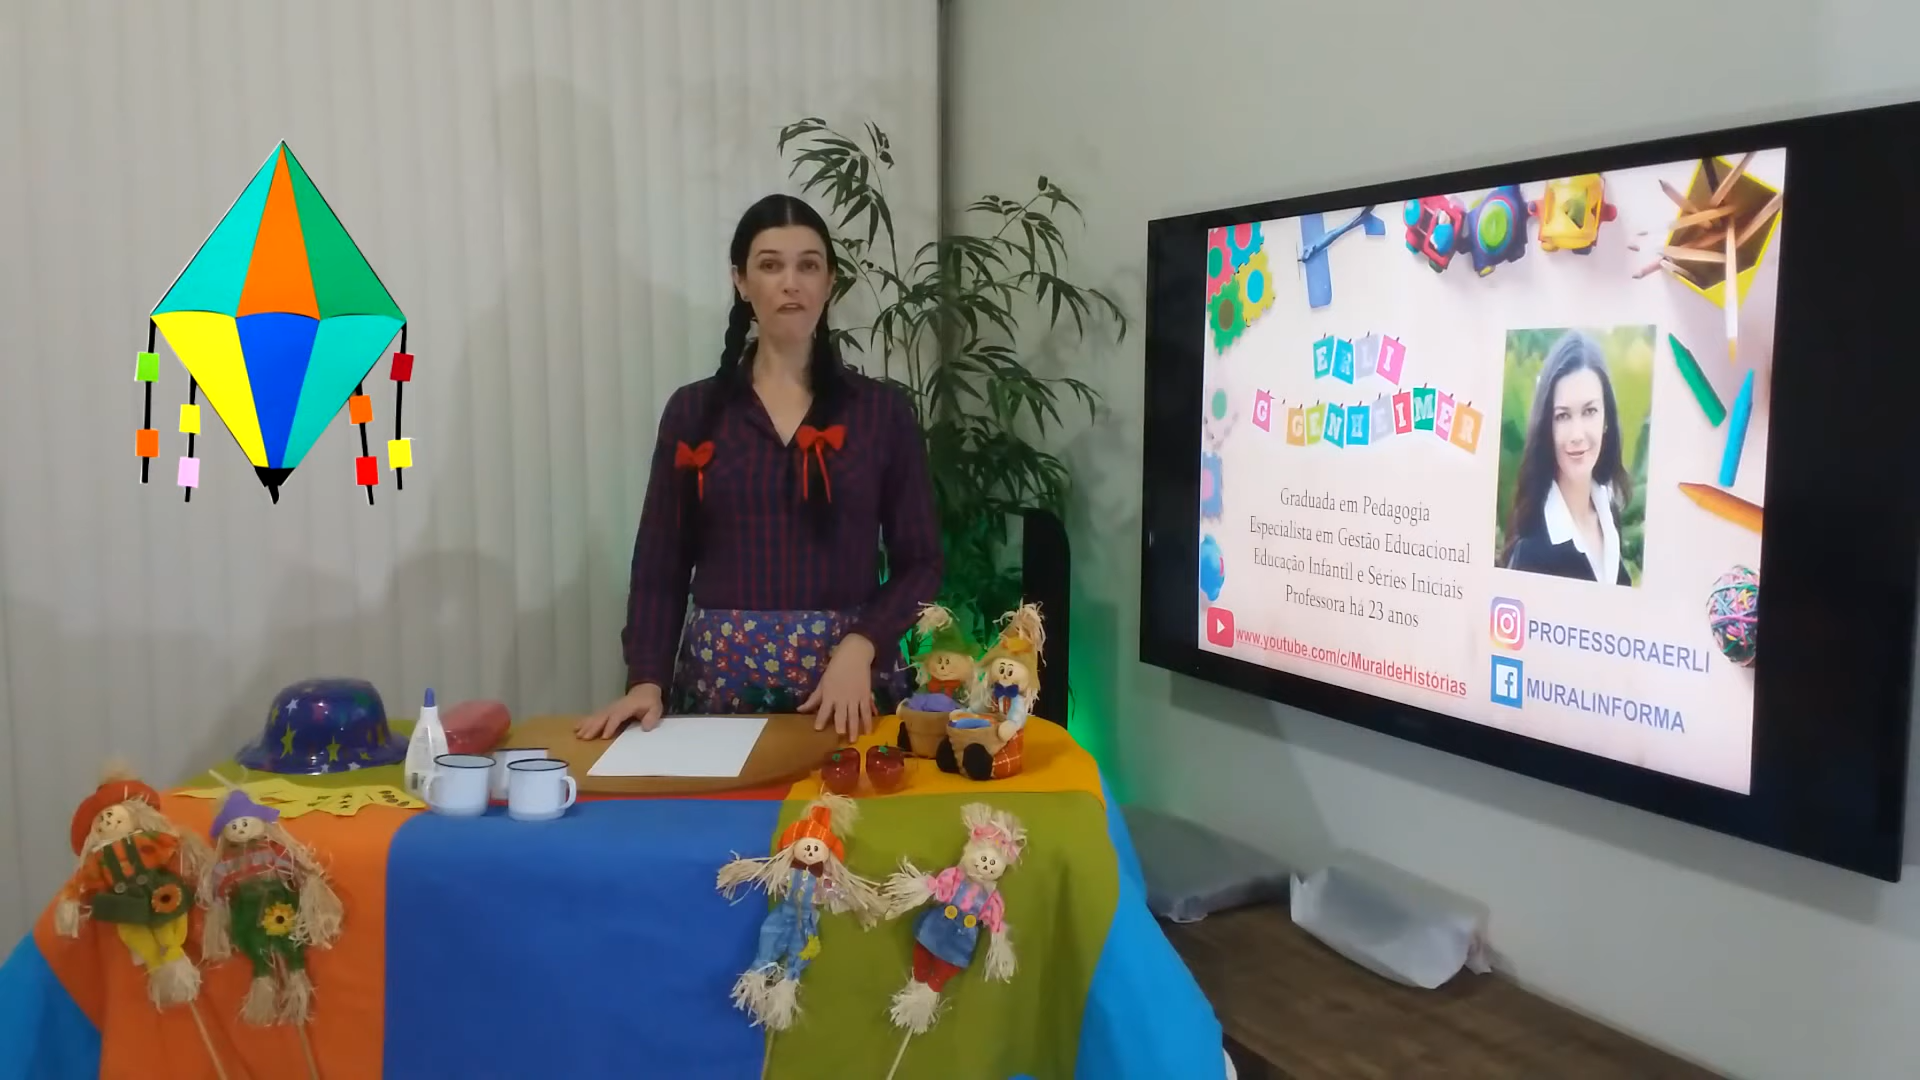 ERLI
GGENHEIMER
Graduada em Pedagogia
Especialista em Gestão Educacional
Educação Infantil e Séries Iniciais
Professora há 23 anos
www.youtube.com/c/MuraldeHistórias
PROFESSORAERLI
MURALINFORMA